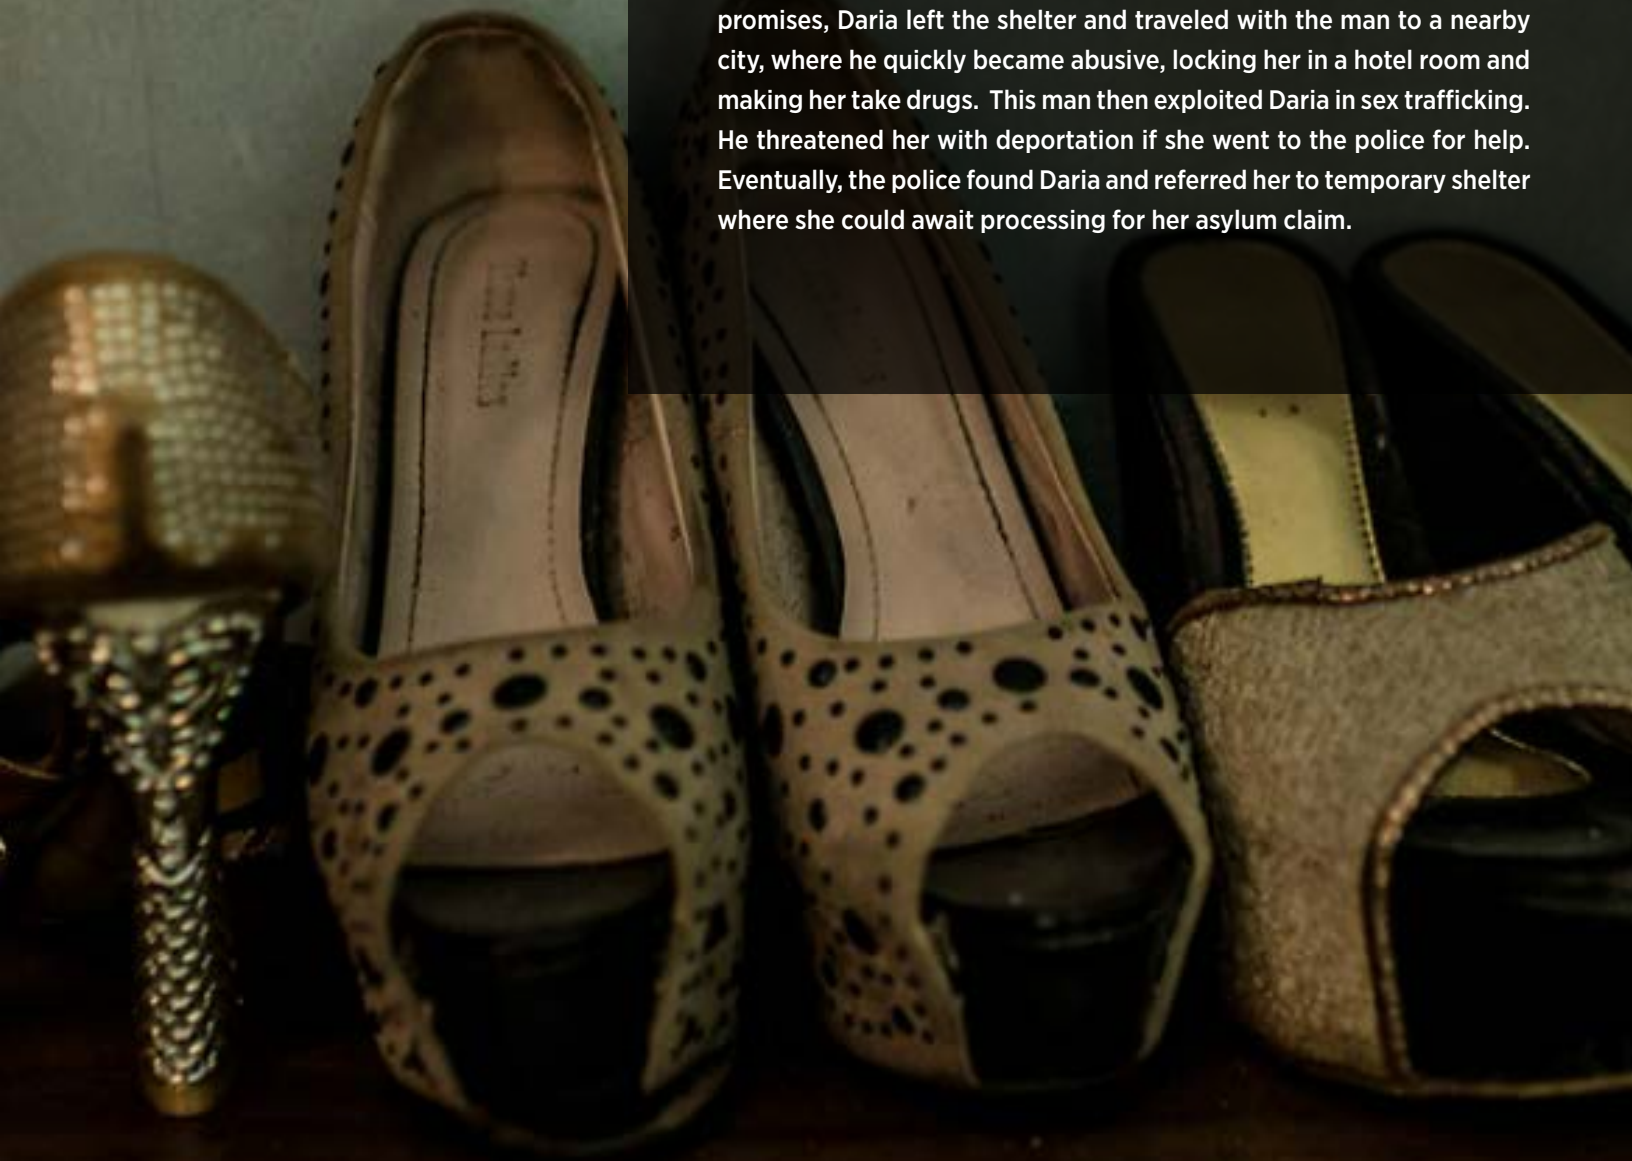 promises, Daria left the shelter and traveled with the man to a nearby
city, where he quickly became abusive, locking her in a hotel room and
making her take drugs.  This man then exploited Daria in sex trafficking.
He threatened her with deportation if she went to the police for help.
Eventually, the police found Daria and referred her to temporary shelter
where she could await processing for her asylum claim.